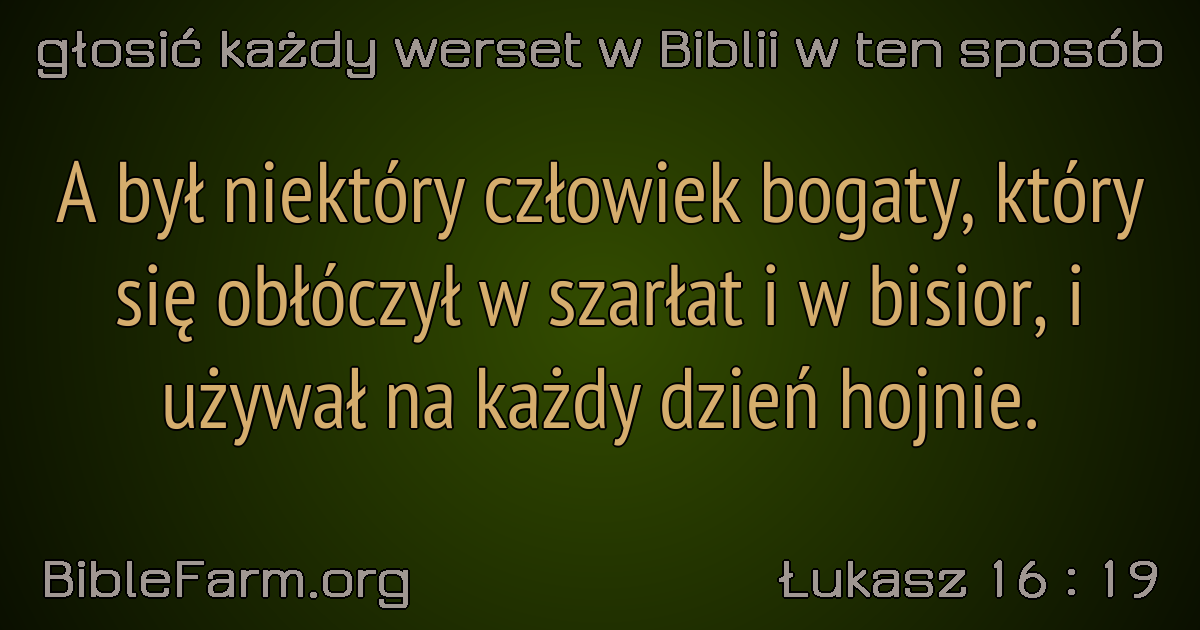 głosić każdy werset w Biblii w ten sposób
A był niektóry człowiek bogaty, który
się obłóczył w szarłat i w bisior, i
używał na każdy dzień hojnie.
BibleFarm.org
Łukasz 16 : 19